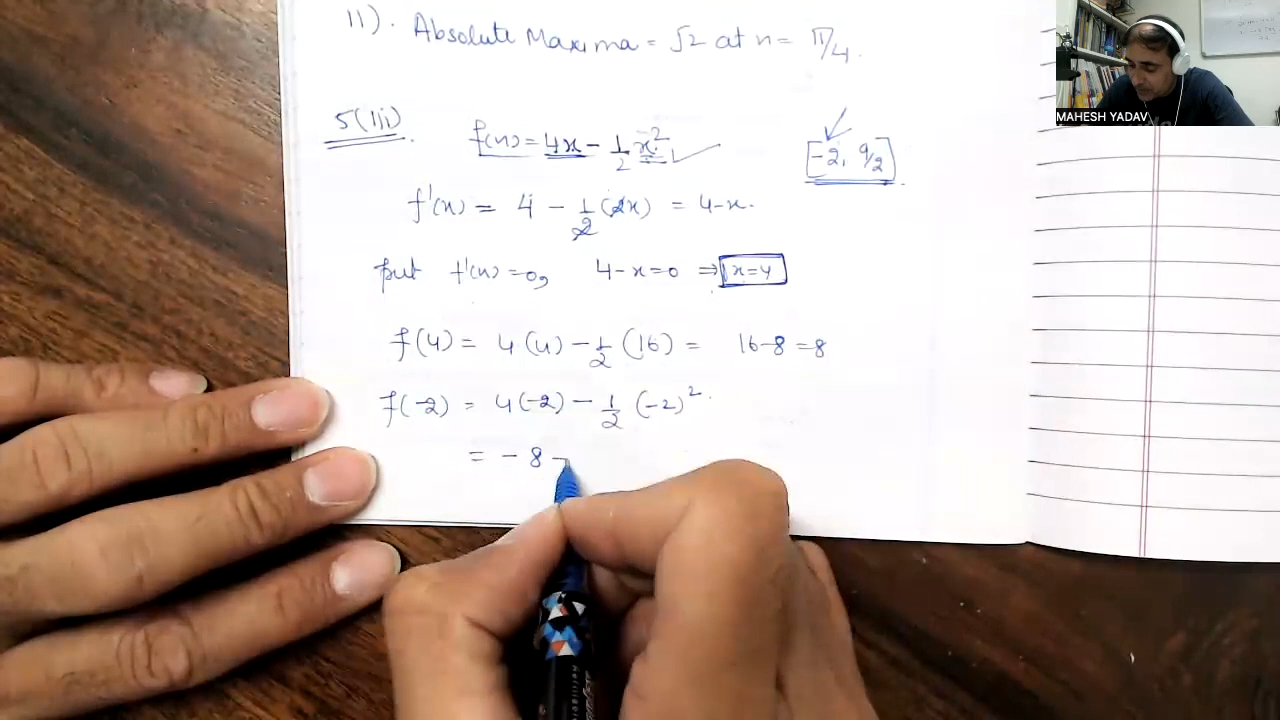 11). Absolute Maxima = √2 at n = π/4.
5(iii). f(n) = 4x - 1/2 x². ✓ [-2, 9/2].
f'(x) = 4 - 1/2 (2x) = 4-x.
put f'(n) = 0, 4-x=0 ⇒ x=4
f(4) = 4(4) - 1/2 (16) = 16-8 = 8
f(-2) = 4(-2) - 1/2 (-2)².
= - 8 -
MAHESH YADAV